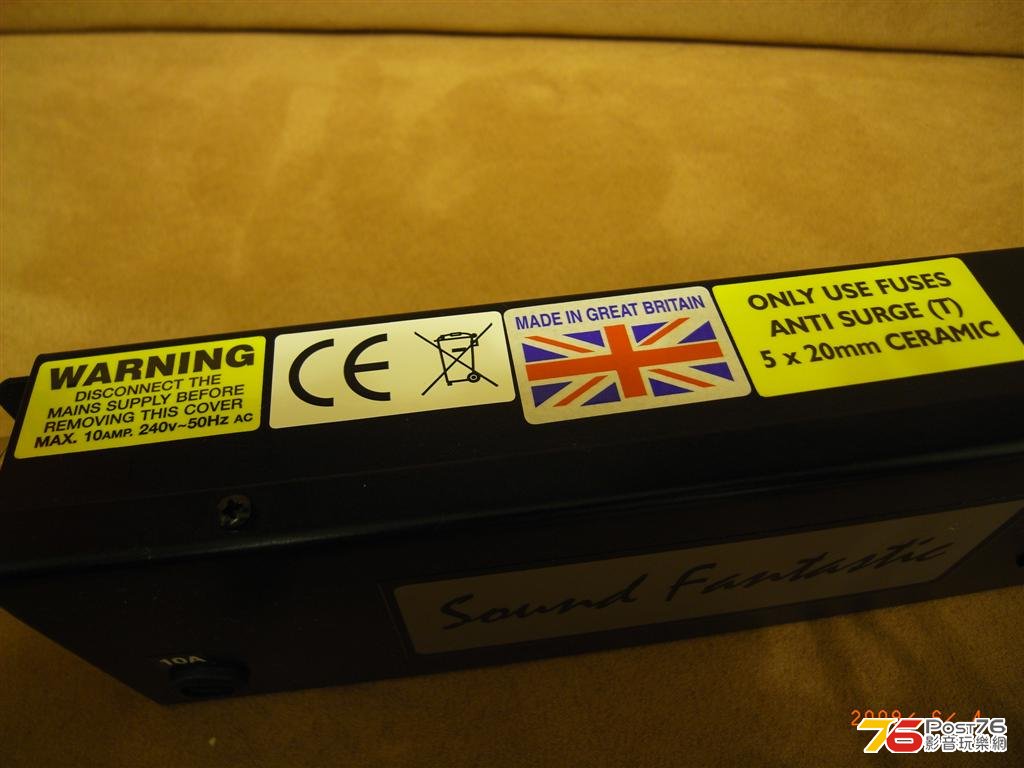 WARNING
DISCONNECT THE
MAINS SUPPLY BEFORE
REMOVING THIS COVER
MAX. 10AMP. 240V~50HZ AC
CE
MADE IN GREAT BRITAIN
ONLY USE FUSES
ANTI SURGE (T)
5 x 20mm CERAMIC
Sound Fantastic
10A
76 Post76
影音玩樂網